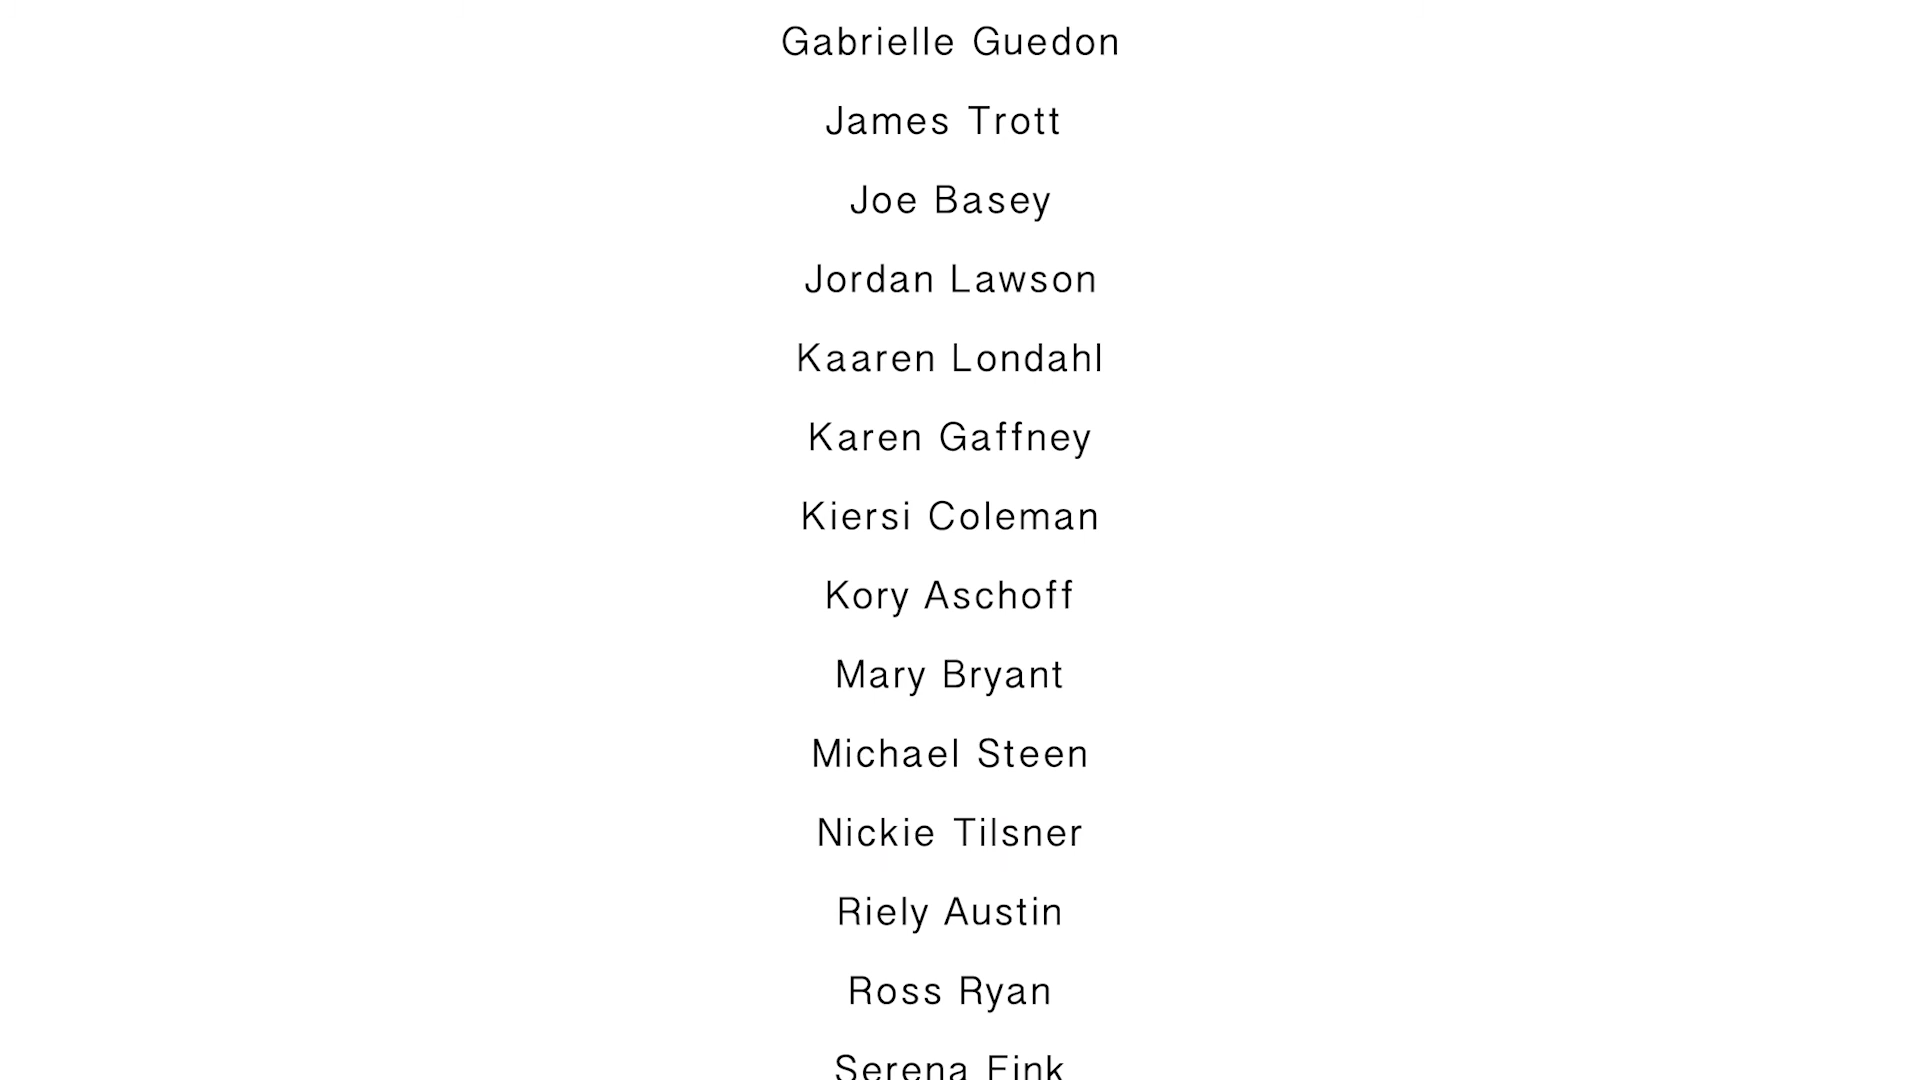 Gabrielle Guedon
James Trott
Joe Basey
Jordan Lawson
Kaaren Londahl
Karen Gaffney
Kiersi Coleman
Kory Aschoff
Mary Bryant
Michael Steen
Nickie Tilsner
Riely Austin
Ross Ryan
Serena Fink